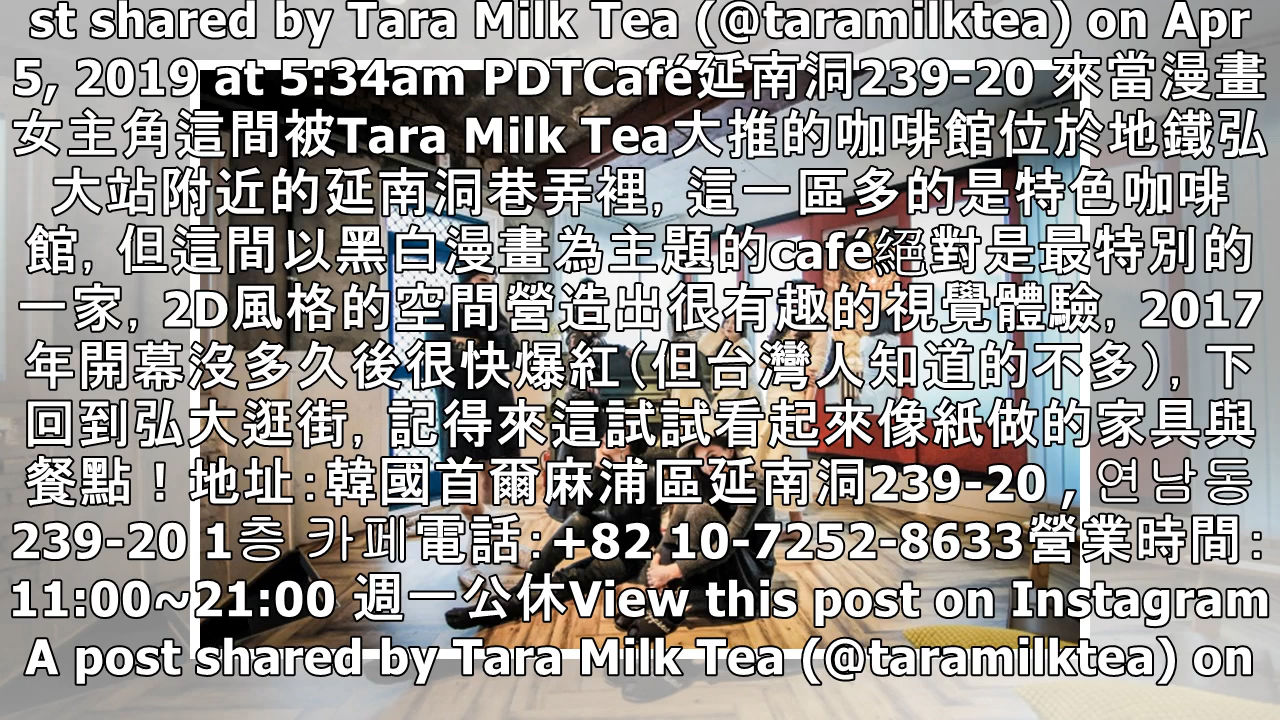 st shared by Tara Milk Tea (@taramilktea) on Apr
5, 2019 at 5:34am PDTCafé延南洞239-20 來當漫畫
女主角這間被Tara Milk Tea大推的咖啡館位於地鐵弘
大站附近的延南洞巷弄裡, 這一區多的是特色咖啡
館, 但這間以黑白漫畫為主題的café絕對是最特別的
一家, 2D風格的空間營造出很有趣的視覺體驗, 2017
年開幕沒多久後很快爆紅(但台灣人知道的不多), 下
回到弘大逛街, 記得來這試試看起來像紙做的家具與
餐點！地址:韓國首爾麻浦區延南洞239-20 , 연남동
239-20 1층 카페電話:+82 10-7252-8633營業時間:
11:00~21:00 週一公休View this post on Instagram
A post shared by Tara Milk Tea (@taramilktea) on